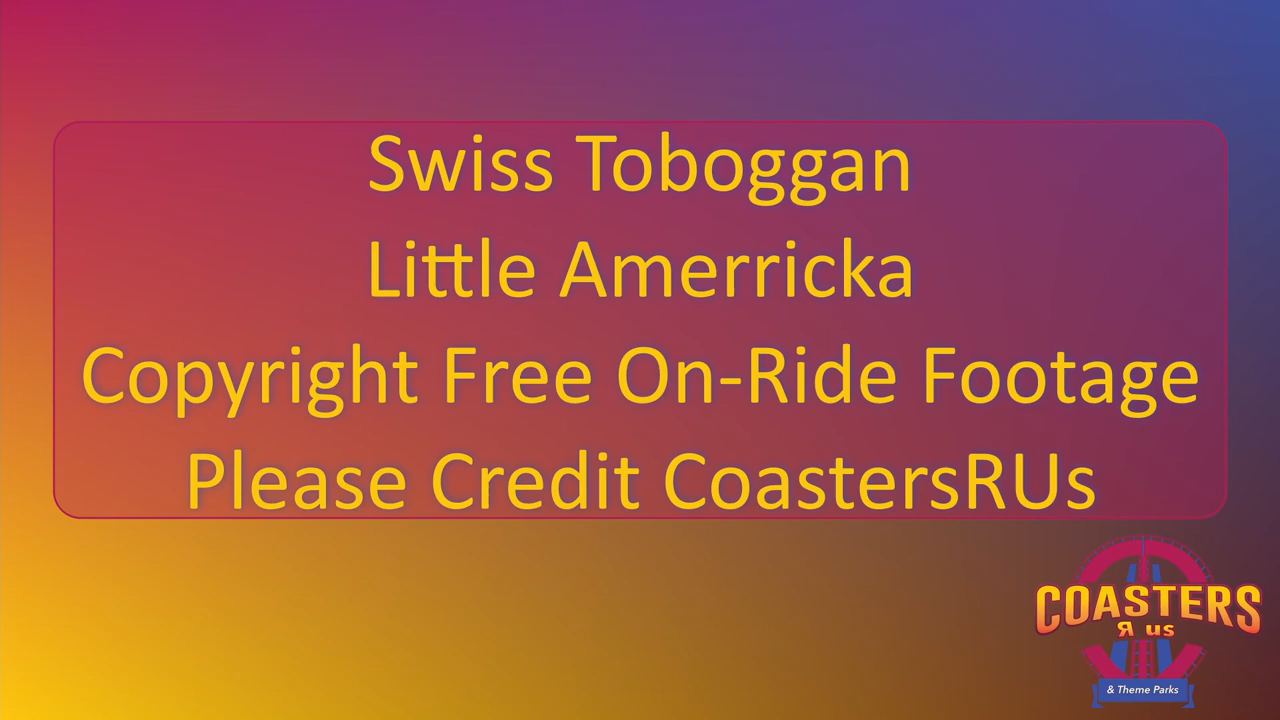 Swiss Toboggan
Little Amerricka
Copyright Free On-Ride Footage
Please Credit CoastersRUs
COASTERS
Я us
& Theme Parks